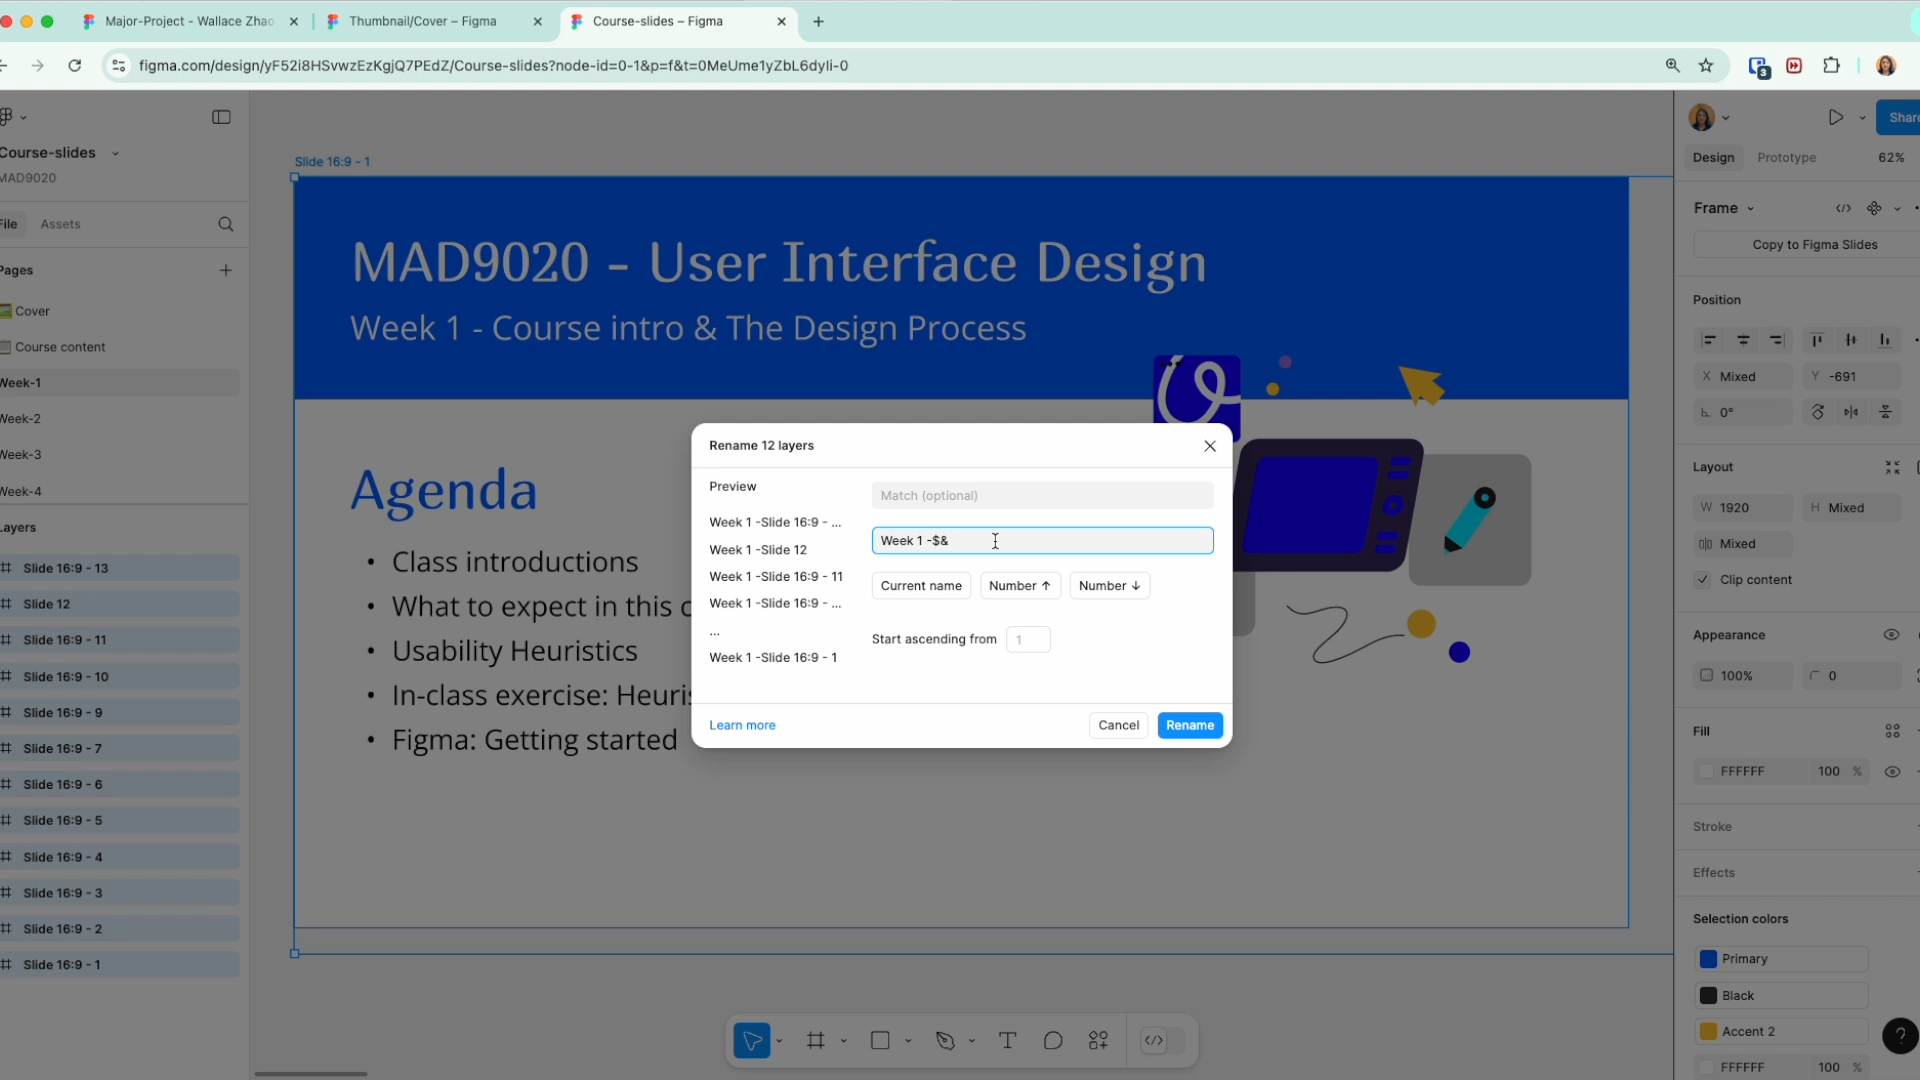 Major-Project - Wallace Zhao
Thumbnail/Cover – Figma
Course-slides – Figma
figma.com/design/yF52i8HSvwzEzKgjQ7PEdZ/Course-slides?node-id=0-1&p=f&t=0MeUme1yZbL6dyli-0
3
Course-slides
MAD9020
File
Assets
Pages
Cover
Course content
Week-1
Week-2
Week-3
Week-4
Layers
Slide 16:9 - 13
Slide 12
Slide 16:9 - 11
Slide 16:9 - 10
Slide 16:9 - 9
Slide 16:9 - 7
Slide 16:9 - 6
Slide 16:9 - 5
Slide 16:9 - 4
Slide 16:9 - 3
Slide 16:9 - 2
Slide 16:9 - 1
Slide 16:9 - 1
MAD9020 - User Interface Design
Week 1 - Course intro & The Design Process
Agenda
• Class introductions
• What to expect in this c
• Usability Heuristics
• In-class exercise: Heuris
• Figma: Getting started
Rename 12 layers
Preview
Week 1 -Slide 16:9 - ...
Week 1 -Slide 12
Week 1 -Slide 16:9 - 11
Week 1 -Slide 16:9 - ...
...
Week 1 -Slide 16:9 - 1
Match (optional)
Week 1 -$&
Current name
Number ↑
Number ↓
Start ascending from
1
Learn more
Cancel
Rename
Share
Design
Prototype
62%
Frame
Copy to Figma Slides
Position
X Mixed
Y -691
0°
Layout
W 1920
H Mixed
Mixed
Clip content
Appearance
100%
0
Fill
FFFFFF 100 %
Stroke
Effects
Selection colors
Primary
Black
Accent 2
FFFFFF 100 %
?